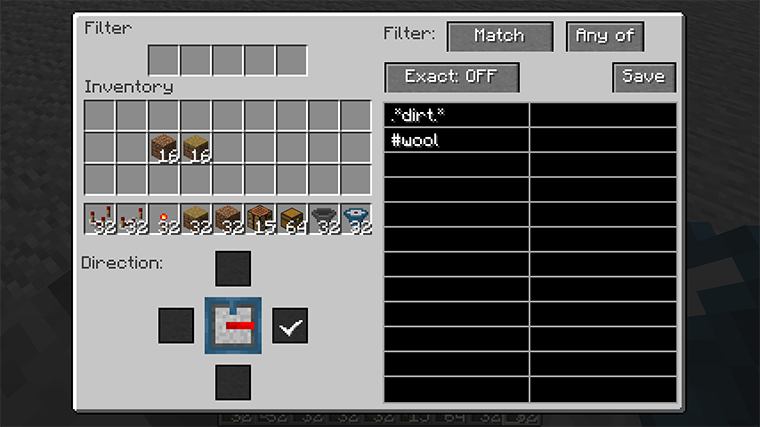 Filter
Filter: Match Any of
Exact: OFF Save
Inventory
.*dirt.*
#wool
16 16
32 32 32 32 32 15 64 32 32
Direction: